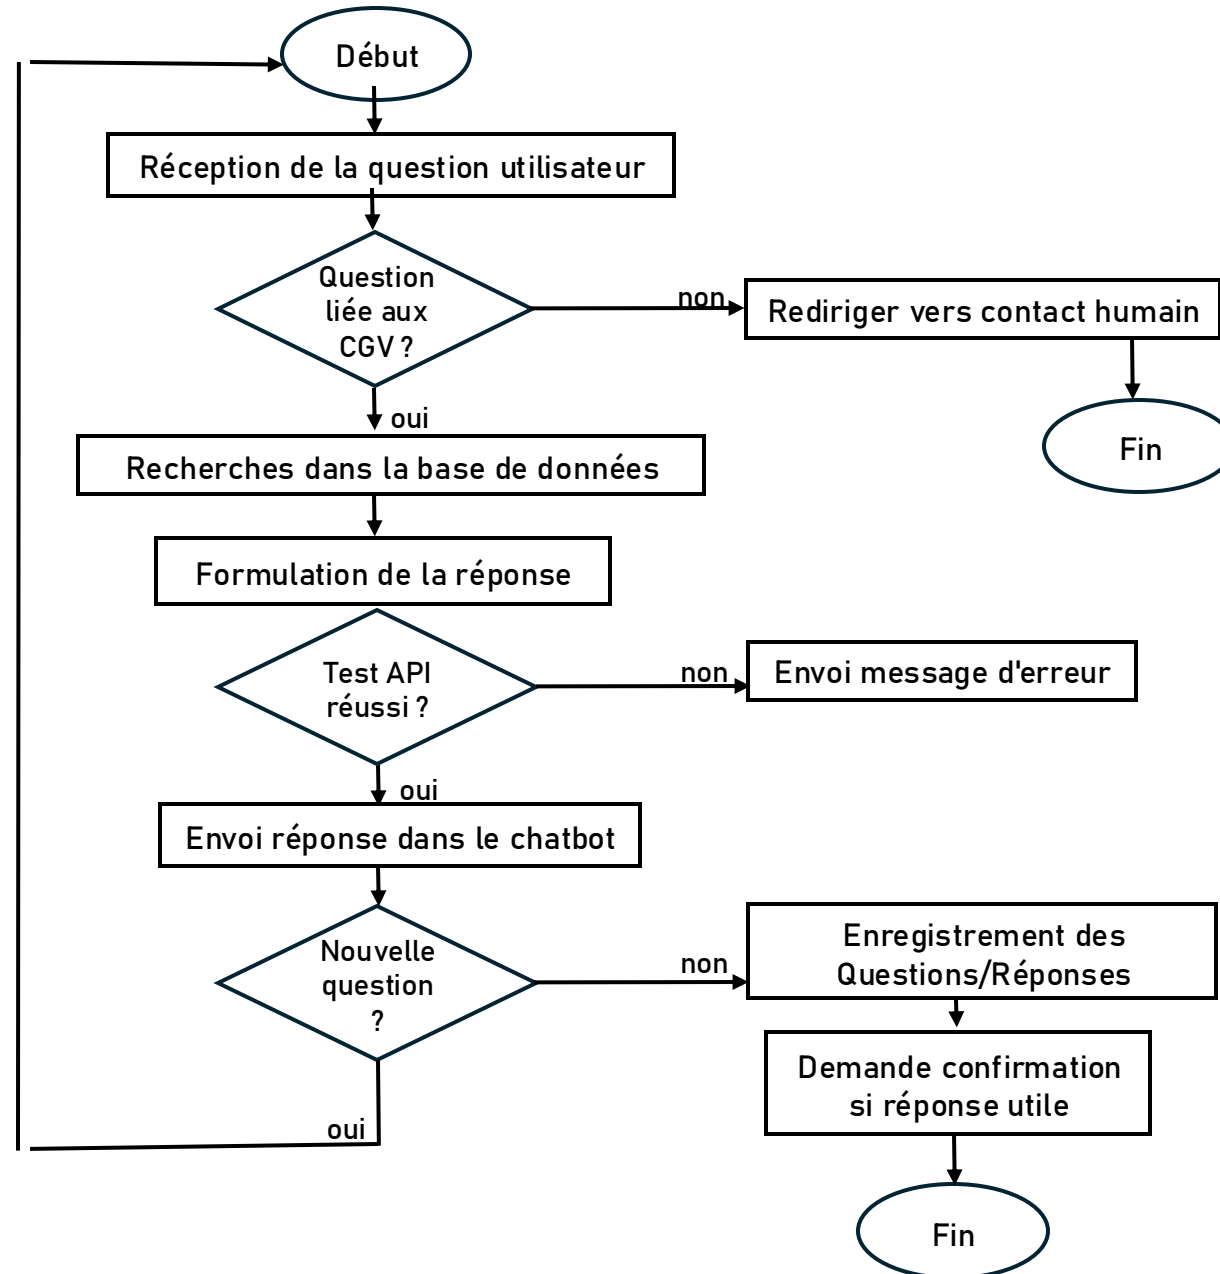 Début
Réception de la question utilisateur
Question
liée aux
CGV ?
non
Rediriger vers contact humain
oui
Fin
Recherches dans la base de données
Formulation de la réponse
Test API
réussi ?
non
Envoi message d'erreur
oui
Envoi réponse dans le chatbot
Nouvelle
question
?
non
Enregistrement des
Questions/Réponses
Demande confirmation
si réponse utile
oui
Fin